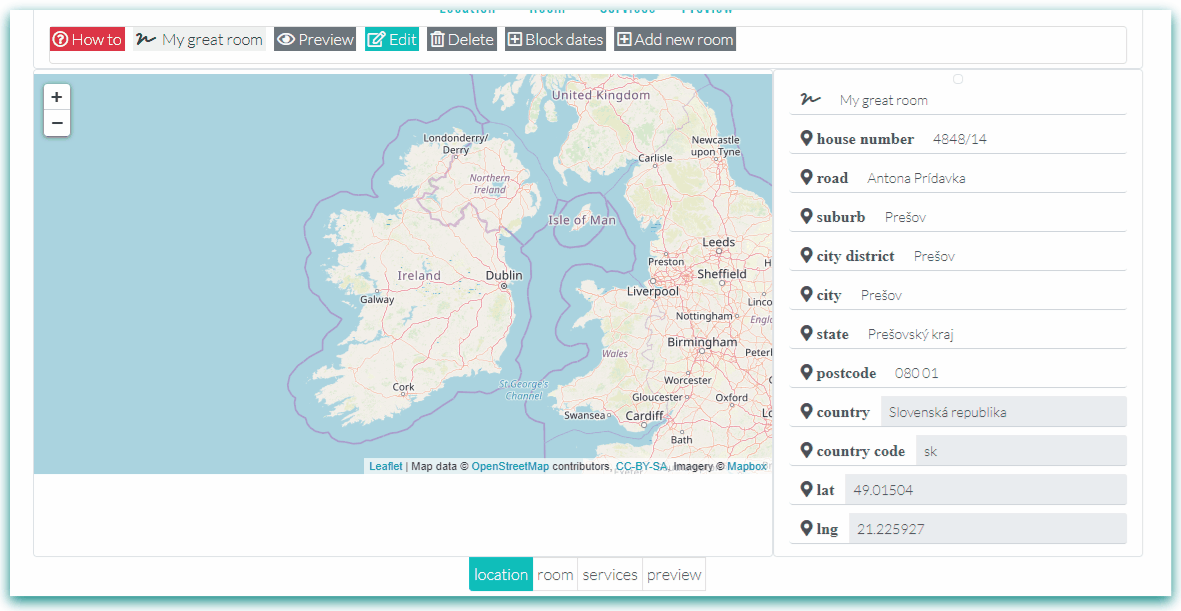 Location Room Services Preview
How to My great room Preview Edit Delete Block dates Add new room
+
−
United Kingdom
Londonderry/
Derry
Newcastle
upon Tyne
Carlisle
Northern
Ireland
Isle of Man
Leeds
Preston
Sheffield
Ireland
Dublin
Liverpool
Galway
Linco
Nottingham
Engla
Birmingham
Wales
Peterl
Worcester
Cork
St George's
Channel
Gloucester
Oxford
Swansea
Cardiff
Lo
Bath
Leaflet | Map data © OpenStreetMap contributors, CC-BY-SA, Imagery © Mapbox
My great room
house number 4848/14
road Antona Prídavka
suburb Prešov
city district Prešov
city Prešov
state Prešovský kraj
postcode 080 01
country Slovenská republika
country code sk
lat 49.01504
lng 21.225927
location room services preview